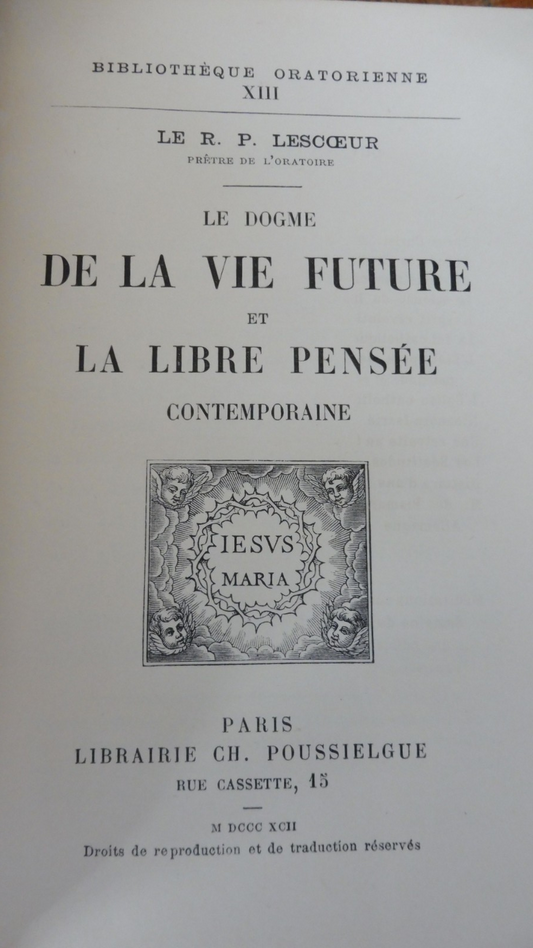 BIBLIOTHÈQUE ORATORIENNE
XIII
LE R. P. LESCŒUR
PRÊTRE DE L'ORATOIRE
LE DOGME
DE LA VIE FUTURE
ET
LA LIBRE PENSÉE
CONTEMPORAINE
IESVS
MARIA
PARIS
LIBRAIRIE CH. POUSSIELGUE
RUE CASSETTE, 15
M DCCC XCII
Droits de reproduction et de traduction réservés